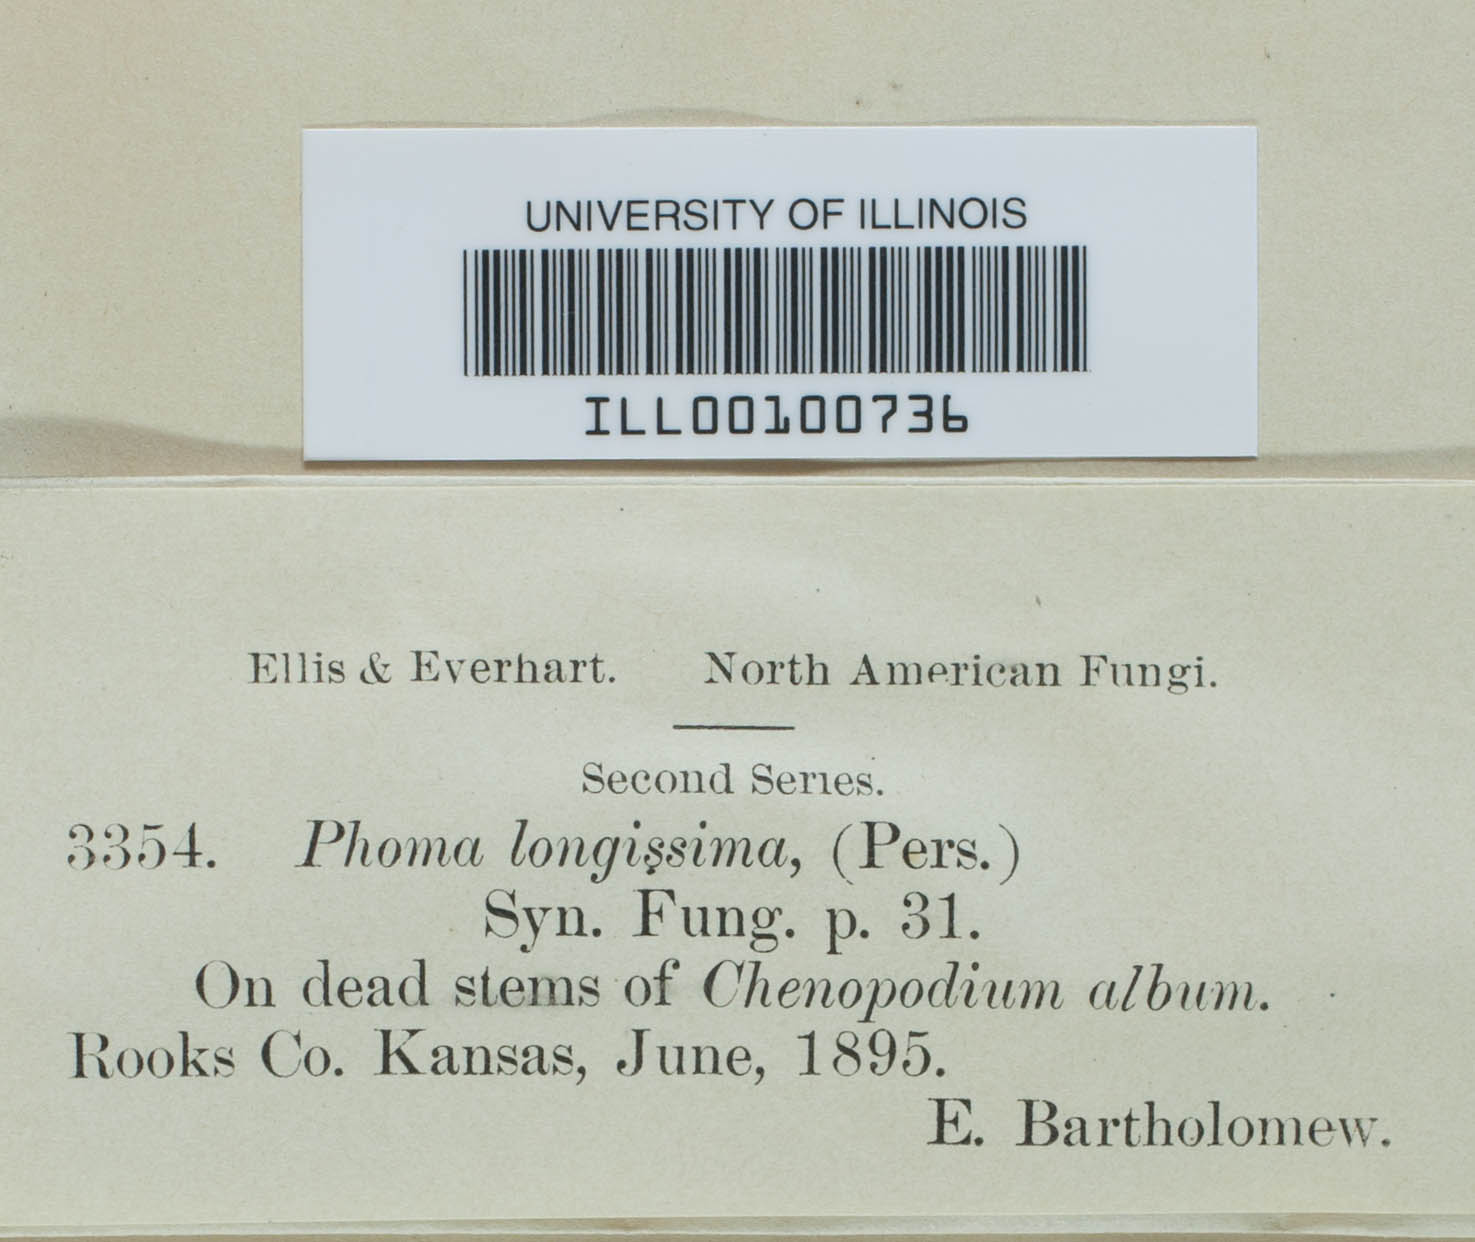 UNIVERSITY OF ILLINOIS
ILL00100736
Ellis & Everhart. North American Fungi.
Second Series.
3354. Phoma longissima, (Pers.)
Syn. Fung. p. 31.
On dead stems of Chenopodium album.
Rooks Co. Kansas, June, 1895.
E. Bartholomew.